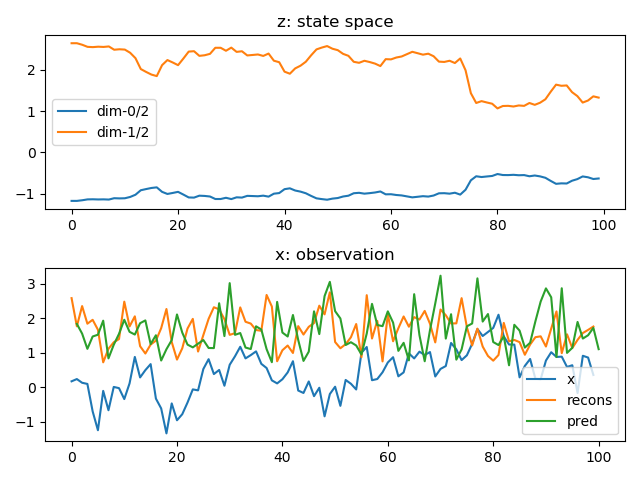 z: state space
2
1
0
−1
dim-0/2
dim-1/2
0 20 40 60 80 100
x: observation
3
2
1
0
−1
x
recons
pred
0 20 40 60 80 100